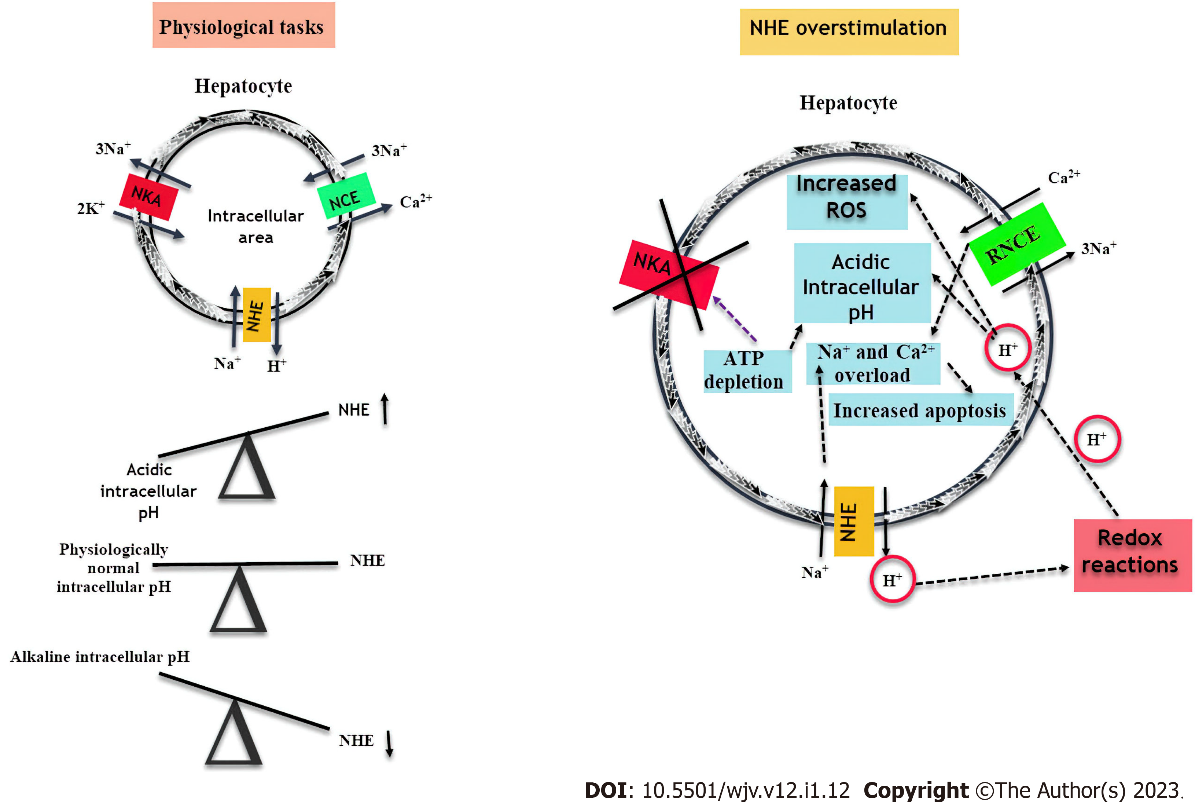 Physiological tasks
Hepatocyte
3Na⁺
3Na⁺
NKA
NCE
2K⁺
Ca²⁺
Intracellular
area
NHE
Na⁺
H⁺
NHE
Acidic
intracellular
pH
Physiologically
normal
intracellular pH
NHE
Alkaline intracellular pH
NHE
NHE overstimulation
Hepatocyte
Increased
ROS
Ca²⁺
RNCE
3Na⁺
NKA
Acidic
Intracellular
pH
ATP
depletion
Na⁺ and Ca²⁺
overload
H⁺
Increased apoptosis
H⁺
NHE
Na⁺
H⁺
Redox
reactions
DOI: 10.5501/wjv.v12.i1.12 Copyright ©The Author(s) 2023.